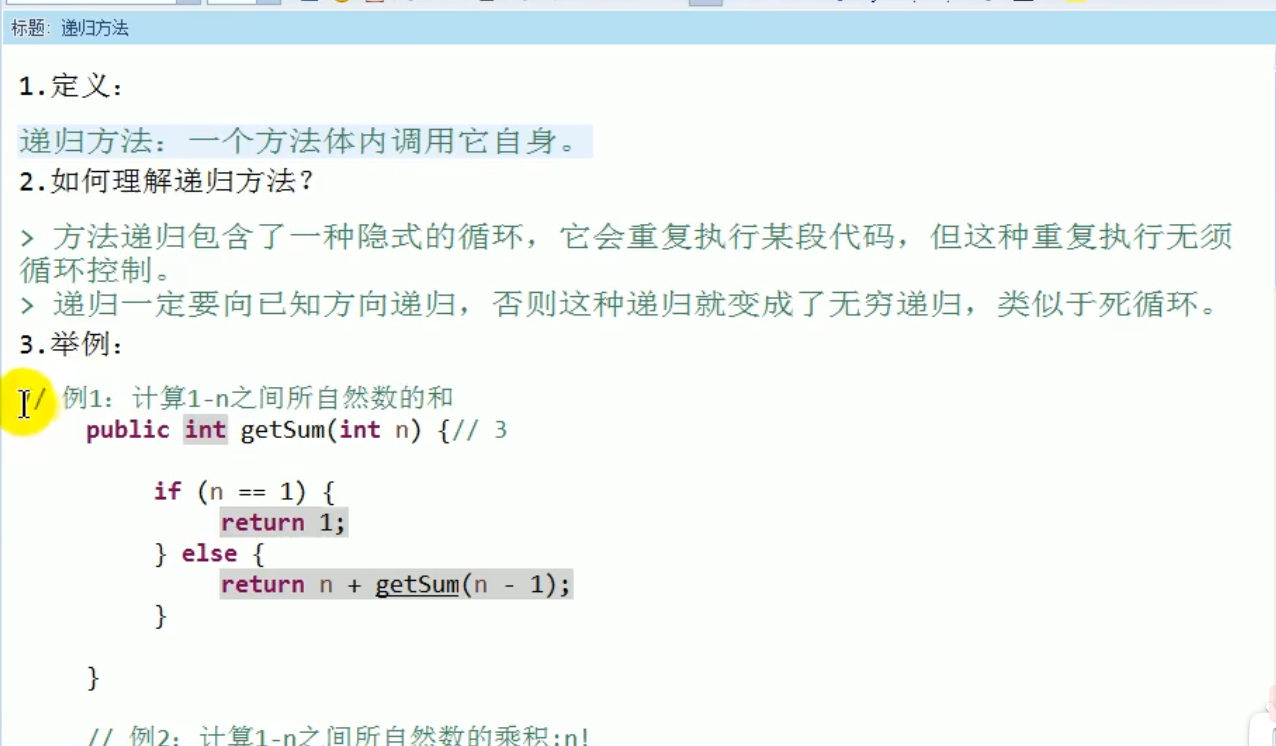 标题: 递归方法
1.定义:
递归方法: 一个方法体内调用它自身。
2.如何理解递归方法?
> 方法递归包含了一种隐式的循环，它会重复执行某段代码，但这种重复执行无须
循环控制。
> 递归一定要向已知方向递归，否则这种递归就变成了无穷递归，类似于死循环。
3.举例:
// 例1: 计算1-n之间所自然数的和
public int getSum(int n) {// 3
if (n == 1) {
return 1;
} else {
return n + getSum(n - 1);
}
}
// 例2: 计算1-n之间所自然数的乘积:n!